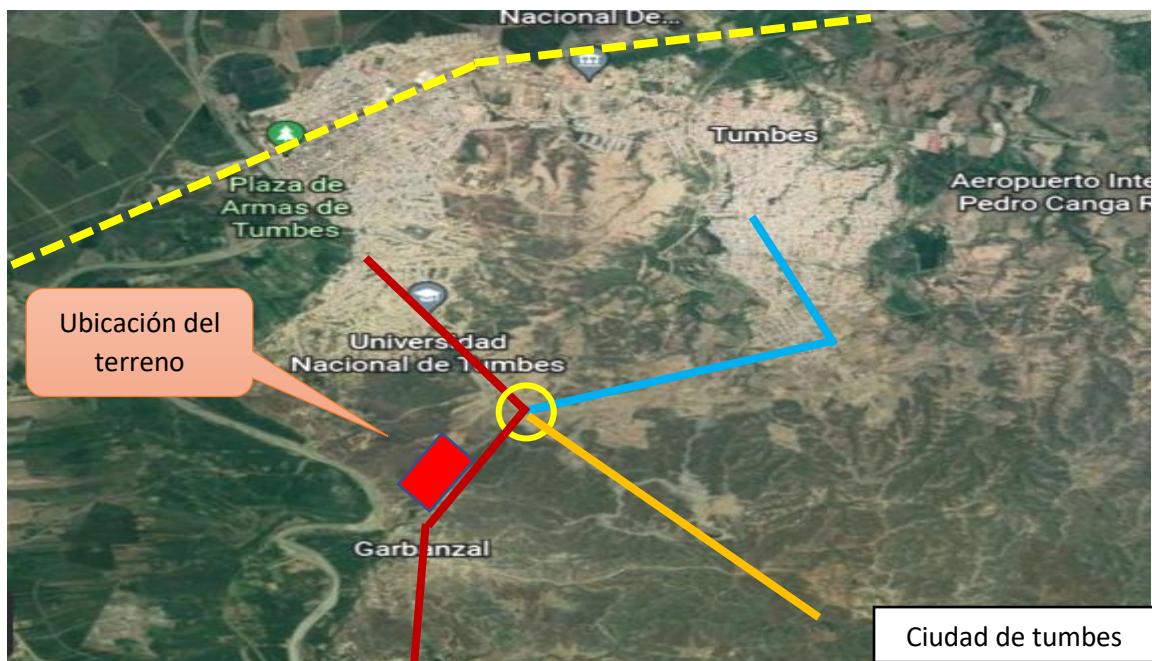 Nacional De...
Tumbes
Plaza de
Armas de
Tumbes
Aeropuerto Inte
Pedro Canga R
Ubicación del
terreno
Universidad
Nacional de Tumbes
Garbanzal
Ciudad de tumbes